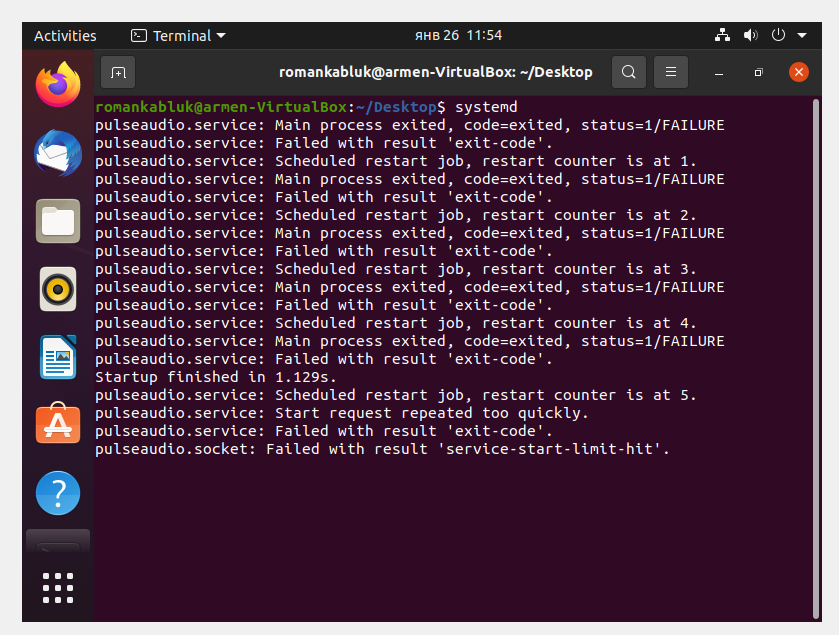 Activities
Terminal
янв 26 11:54
romankabluk@armen-VirtualBox: ~/Desktop
romankabluk@armen-VirtualBox:~/Desktop$ systemd
pulseaudio.service: Main process exited, code=exited, status=1/FAILURE
pulseaudio.service: Failed with result 'exit-code'.
pulseaudio.service: Scheduled restart job, restart counter is at 1.
pulseaudio.service: Main process exited, code=exited, status=1/FAILURE
pulseaudio.service: Failed with result 'exit-code'.
pulseaudio.service: Scheduled restart job, restart counter is at 2.
pulseaudio.service: Main process exited, code=exited, status=1/FAILURE
pulseaudio.service: Failed with result 'exit-code'.
pulseaudio.service: Scheduled restart job, restart counter is at 3.
pulseaudio.service: Main process exited, code=exited, status=1/FAILURE
pulseaudio.service: Failed with result 'exit-code'.
pulseaudio.service: Scheduled restart job, restart counter is at 4.
pulseaudio.service: Main process exited, code=exited, status=1/FAILURE
pulseaudio.service: Failed with result 'exit-code'.
Startup finished in 1.129s.
pulseaudio.service: Scheduled restart job, restart counter is at 5.
pulseaudio.service: Start request repeated too quickly.
pulseaudio.service: Failed with result 'exit-code'.
pulseaudio.socket: Failed with result 'service-start-limit-hit'.